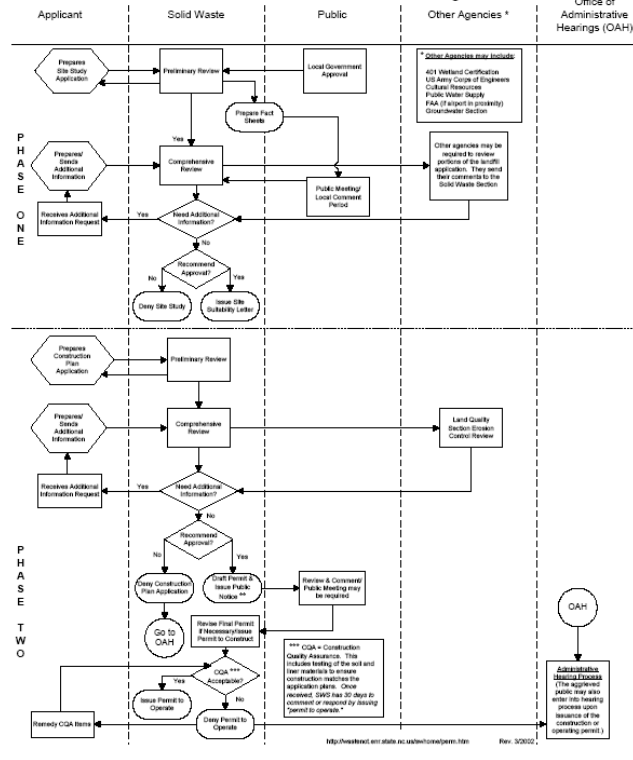 Office of
Applicant
Solid Waste
Public
Other Agencies *
Administrative
Hearings (OAH)
Prepares
Site Study
Application
Preliminary Review
Local Government
Approval
* Other Agencies may include:
401 Wetland Certification
US Army Corps of Engineers
Cultural Resources
Public Water Supply
FAA (if airport in proximity)
Groundwater Section
Prepare Fact
Sheets
Yes
PHASE ONE
Prepares/
Sends
Additional
Information
Comprehensive
Review
Other agencies may be
required to review
portions of the landfill
application. They send
their comments to the
Solid Waste Section
Public Meeting/
Local Comment
Period
Receives Additional
Information Request
Yes
Need Additional
Information?
No
Recommend
Approval?
No
Yes
Deny Site Study
Issue Site
Suitability Letter
Prepares
Construction
Plan
Application
Preliminary Review
Prepares/
Sends
Additional
Information
Comprehensive
Review
Land Quality
Section Erosion
Control Review
Receives Additional
Information Request
Yes
Need Additional
Information?
No
PHASE TWO
Recommend
Approval?
No
Yes
Deny Construction
Plan Application
Draft Permit &
Issue Public
Notice **
Review & Comment/
Public Meeting may
be required
Go to
OAH
Revise Final Permit
If Necessary/Issue
Permit to Construct
OAH
*** CQA = Construction
Quality Assurance. This
includes testing of the soil and
liner materials to ensure
construction matches the
application plans. Once
received, SWS has 30 days to
comment or respond by issuing
"permit to operate."
CQA ***
Acceptable?
Yes
No
Issue Permit to
Operate
Deny Permit to
Operate
Remedy CQA Items
Administrative
Hearing Process
(The aggrieved
public may also
enter into hearing
process upon
issuance of the
construction or
operating permit.)
http://wastenot.enr.state.nc.us/swhome/perm.htm
Rev. 3/2002